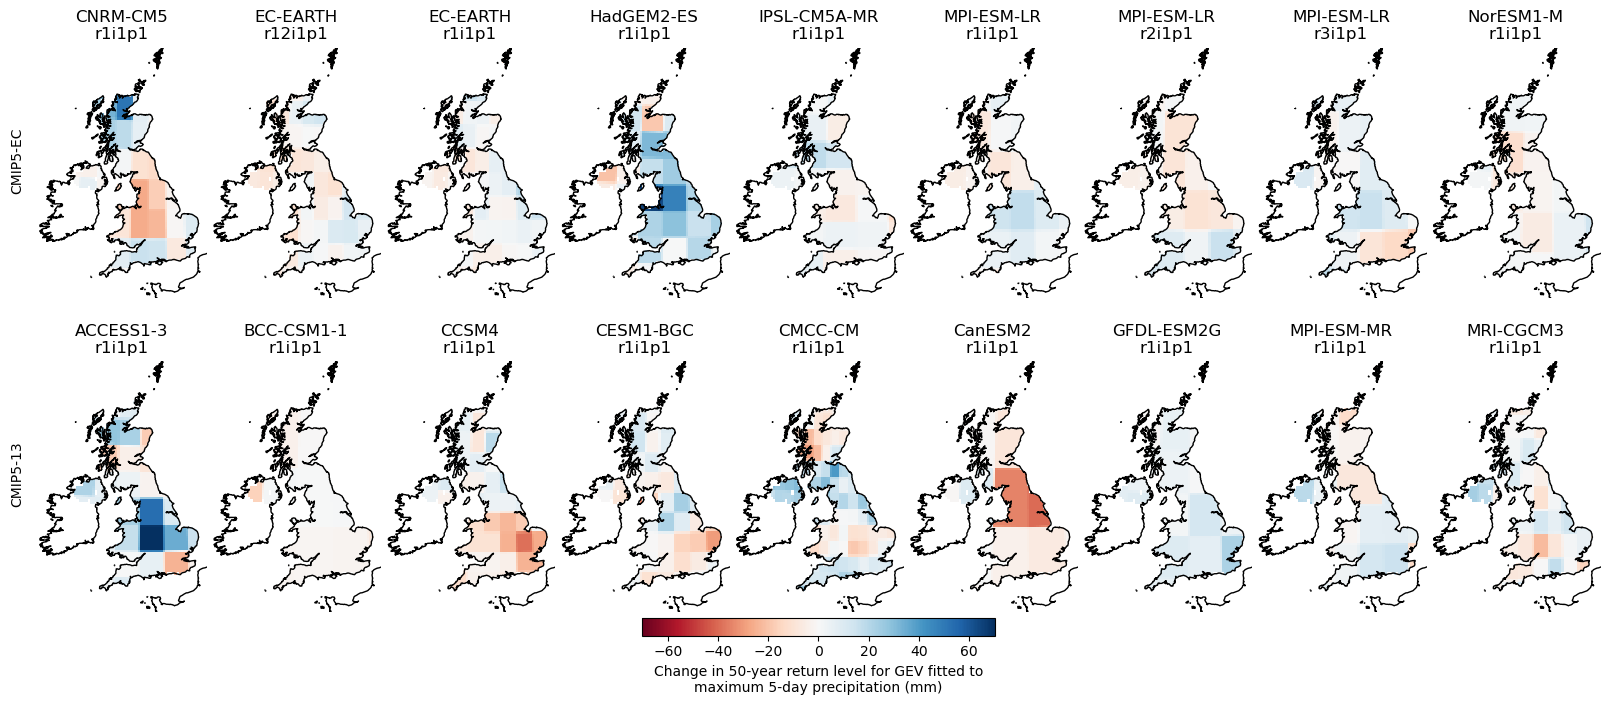 CNRM-CM5 EC-EARTH EC-EARTH HadGEM2-ES IPSL-CM5A-MR MPI-ESM-LR MPI-ESM-LR MPI-ESM-LR NorESM1-M
r1i1p1 r12i1p1 r1i1p1 r1i1p1 r1i1p1 r1i1p1 r2i1p1 r3i1p1 r1i1p1
CMIP5-EC
ACCESS1-3 BCC-CSM1-1 CCSM4 CESM1-BGC CMCC-CM CanESM2 GFDL-ESM2G MPI-ESM-MR MRI-CGCM3
r1i1p1 r1i1p1 r1i1p1 r1i1p1 r1i1p1 r1i1p1 r1i1p1 r1i1p1 r1i1p1
CMIP5-13
−60 −40 −20 0 20 40 60
Change in 50-year return level for GEV fitted to
maximum 5-day precipitation (mm)